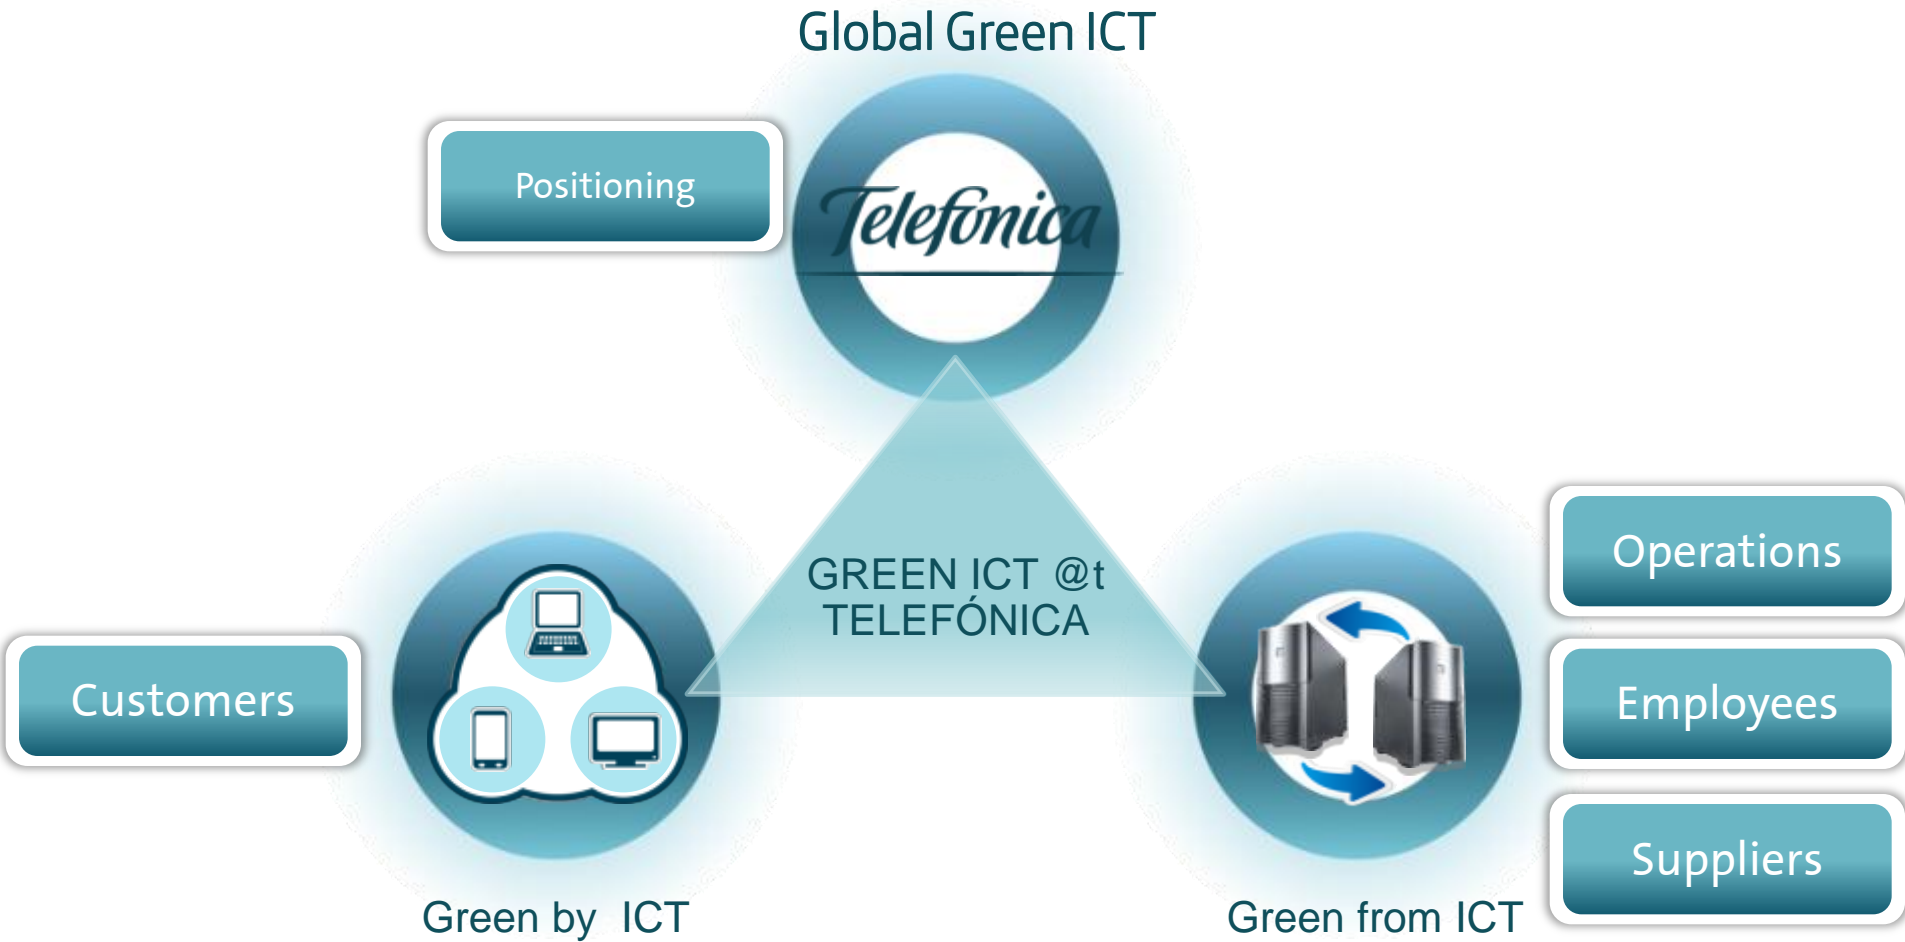 Global Green ICT
Positioning
Telefónica
GREEN ICT @t
TELEFÓNICA
Customers
Operations
Employees
Suppliers
Green by ICT
Green from ICT